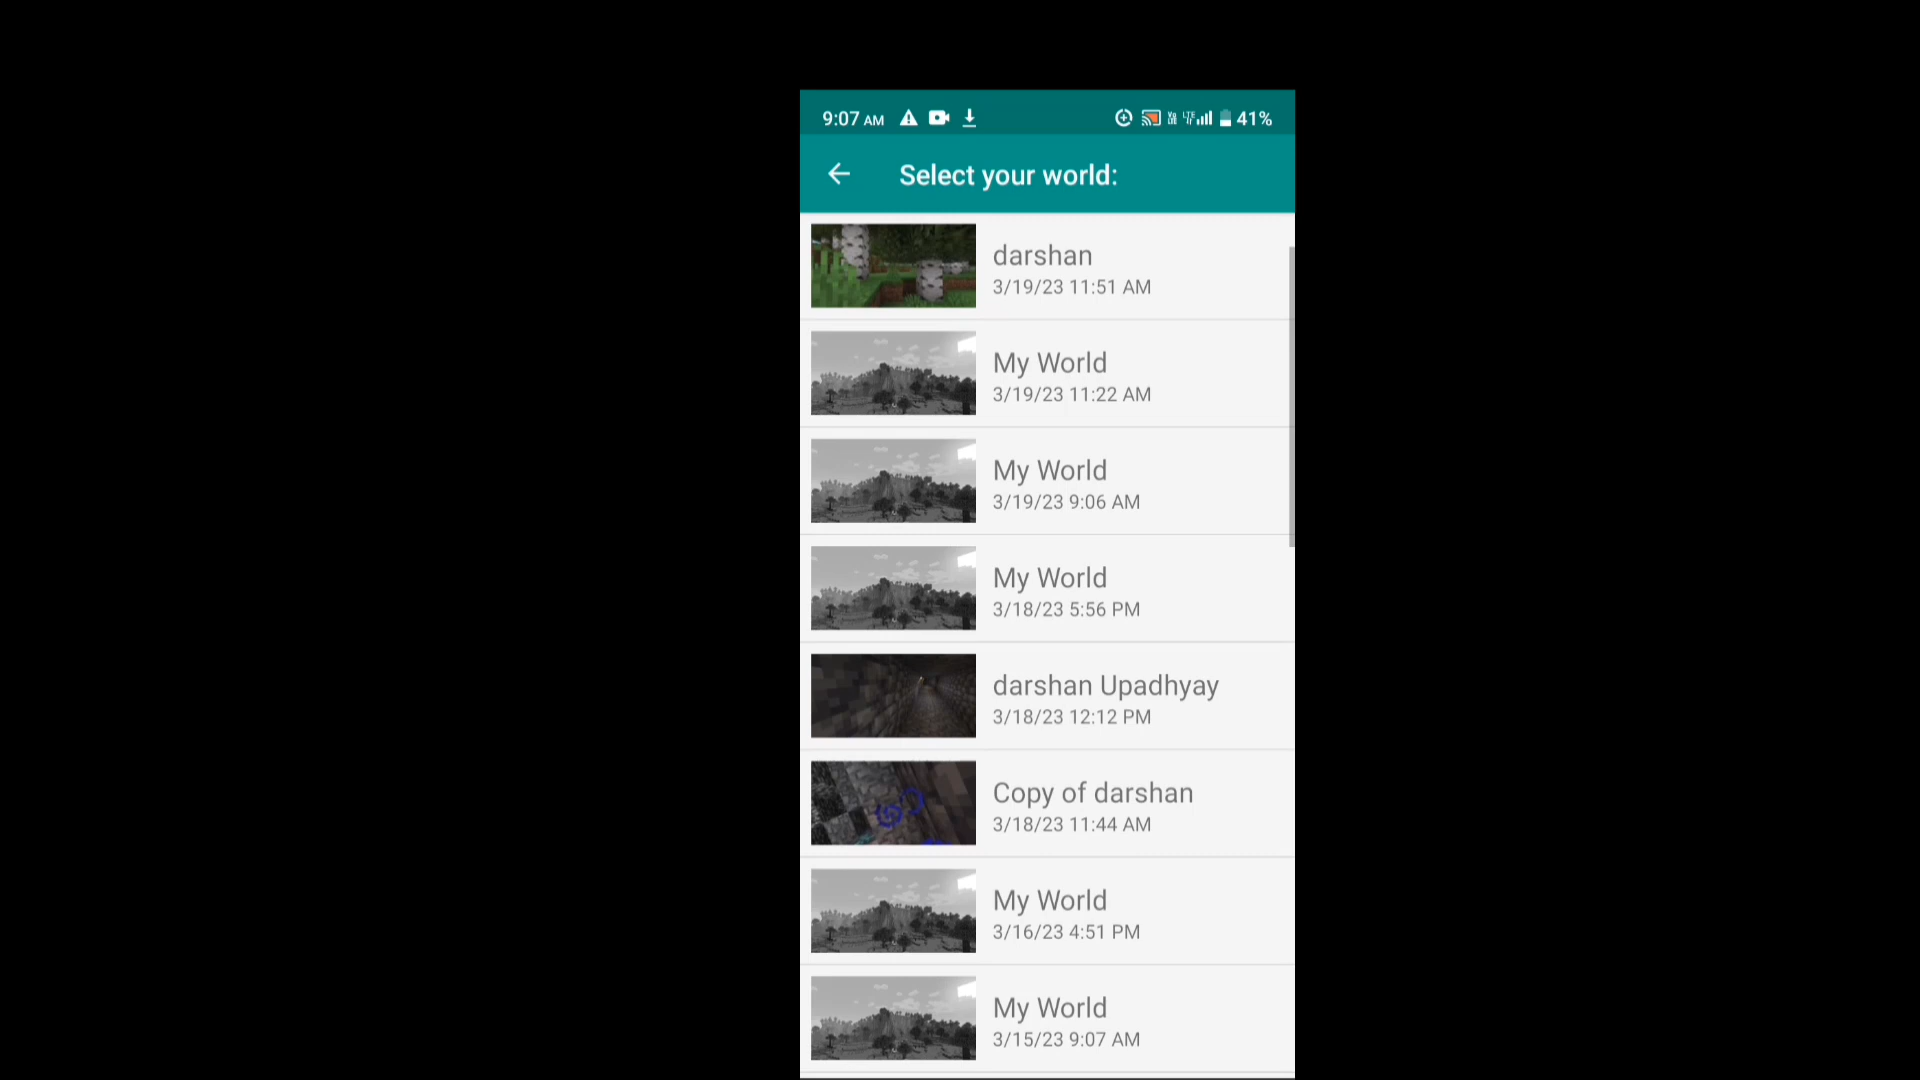 9:07 AM 41%
Select your world:
darshan
3/19/23 11:51 AM
My World
3/19/23 11:22 AM
My World
3/19/23 9:06 AM
My World
3/18/23 5:56 PM
darshan Upadhyay
3/18/23 12:12 PM
Copy of darshan
3/18/23 11:44 AM
My World
3/16/23 4:51 PM
My World
3/15/23 9:07 AM